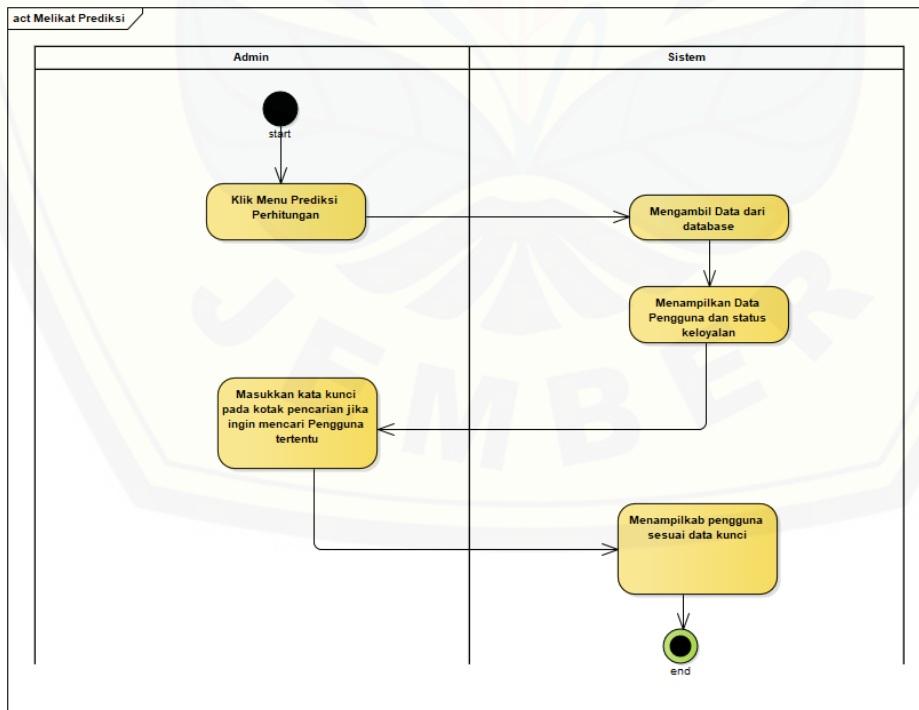 act Melikat Prediksi
Admin
Sistem
start
Klik Menu Prediksi
Perhitungan
Mengambil Data dari
database
Menampilkan Data
Pengguna dan status
keloyalan
Masukkan kata kunci
pada kotak pencarian jika
ingin mencari Pengguna
tertentu
Menampilkab pengguna
sesuai data kunci
end
JEMBER